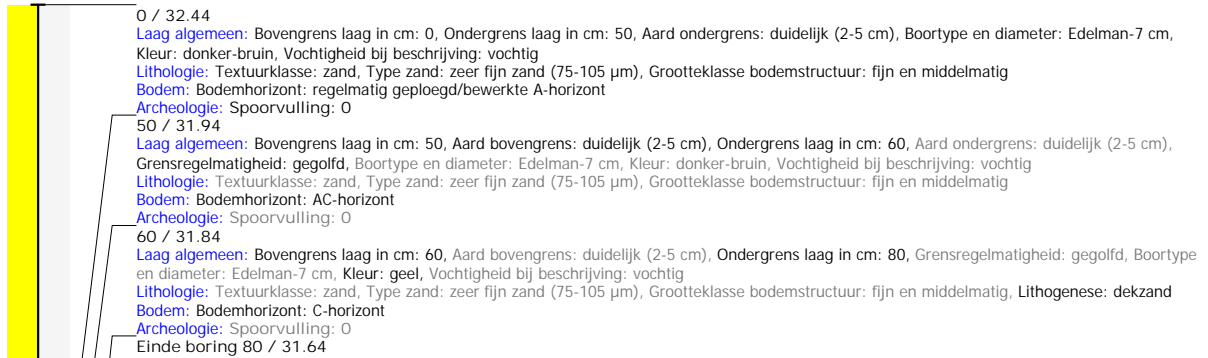 0 / 32.44
Laag algemeen: Bovengrens laag in cm: 0, Ondergrens laag in cm: 50, Aard ondergrens: duidelijk (2-5 cm), Boortype en diameter: Edelman-7 cm,
Kleur: donker-bruin, Vochtigheid bij beschrijving: vochtig
Lithologie: Textuurklasse: zand, Type zand: zeer fijn zand (75-105 µm), Grootteklasse bodemstructuur: fijn en middelmatig
Bodem: Bodemhorizont: regelmatig geploegd/bewerkte A-horizont
Archeologie: Spoorvulling: 0
50 / 31.94
Laag algemeen: Bovengrens laag in cm: 50, Aard bovengrens: duidelijk (2-5 cm), Ondergrens laag in cm: 60, Aard ondergrens: duidelijk (2-5 cm),
Grensregelmatigheid: gegolfd, Boortype en diameter: Edelman-7 cm, Kleur: donker-bruin, Vochtigheid bij beschrijving: vochtig
Lithologie: Textuurklasse: zand, Type zand: zeer fijn zand (75-105 µm), Grootteklasse bodemstructuur: fijn en middelmatig
Bodem: Bodemhorizont: AC-horizont
Archeologie: Spoorvulling: 0
60 / 31.84
Laag algemeen: Bovengrens laag in cm: 60, Aard bovengrens: duidelijk (2-5 cm), Ondergrens laag in cm: 80, Grensregelmatigheid: gegolfd, Boortype
en diameter: Edelman-7 cm, Kleur: geel, Vochtigheid bij beschrijving: vochtig
Lithologie: Textuurklasse: zand, Type zand: zeer fijn zand (75-105 µm), Grootteklasse bodemstructuur: fijn en middelmatig, Lithogenese: dekzand
Bodem: Bodemhorizont: C-horizont
Archeologie: Spoorvulling: 0
Einde boring 80 / 31.64